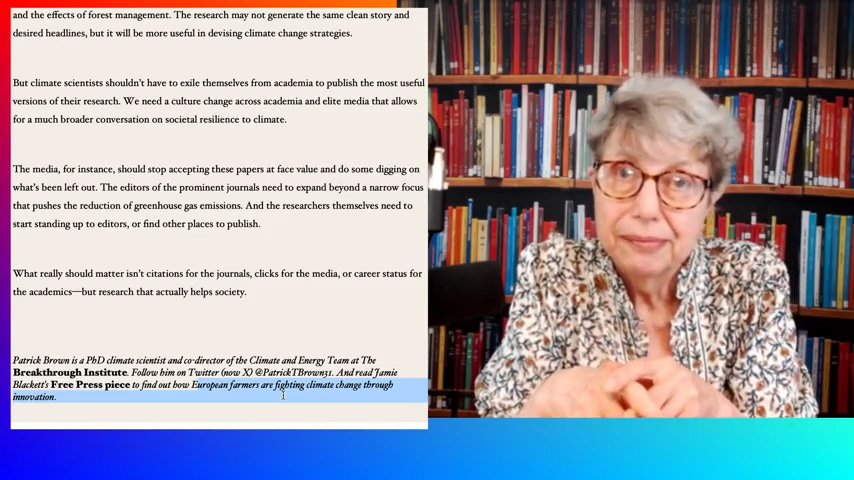 and the effects of forest management. The research may not generate the same clean story and
desired headlines, but it will be more useful in devising climate change strategies.
But climate scientists shouldn't have to exile themselves from academia to publish the most useful
versions of their research. We need a culture change across academia and elite media that allows
for a much broader conversation on societal resilience to climate.
The media, for instance, should stop accepting these papers at face value and do some digging on
what's been left out. The editors of the prominent journals need to expand beyond a narrow focus
that pushes the reduction of greenhouse gas emissions. And the researchers themselves need to
start standing up to editors, or find other places to publish.
What really should matter isn't citations for the journals, clicks for the media, or career status for
the academics—but research that actually helps society.
Patrick Brown is a PhD climate scientist and co-director of the Climate and Energy Team at The
Breakthrough Institute. Follow him on Twitter (now X) @PatrickTBrown31. And read Jamie
Blackett's Free Press piece to find out how European farmers are fighting climate change through
innovation.